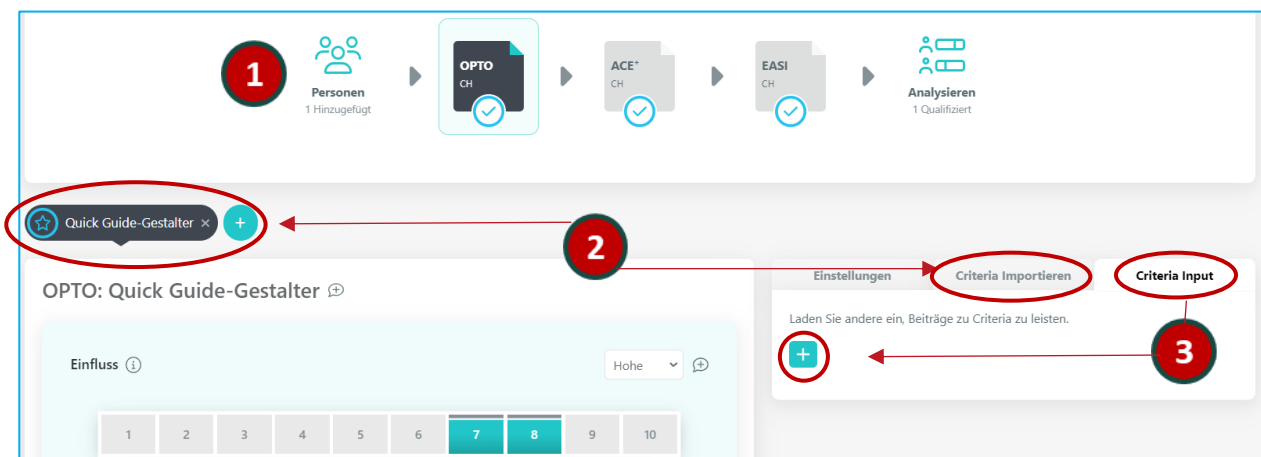 1
Personen
1 Hinzugefügt
OPTO
CH
ACE+
CH
EASI
CH
Analysieren
1 Qualifiziert
Quick Guide-Gestalter ×
+
2
OPTO: Quick Guide-Gestalter
Einfluss
Hohe
1 2 3 4 5 6 7 8 9 10
Einstellungen Criteria Importieren Criteria Input
Laden Sie andere ein, Beiträge zu Criteria zu leisten.
+
3